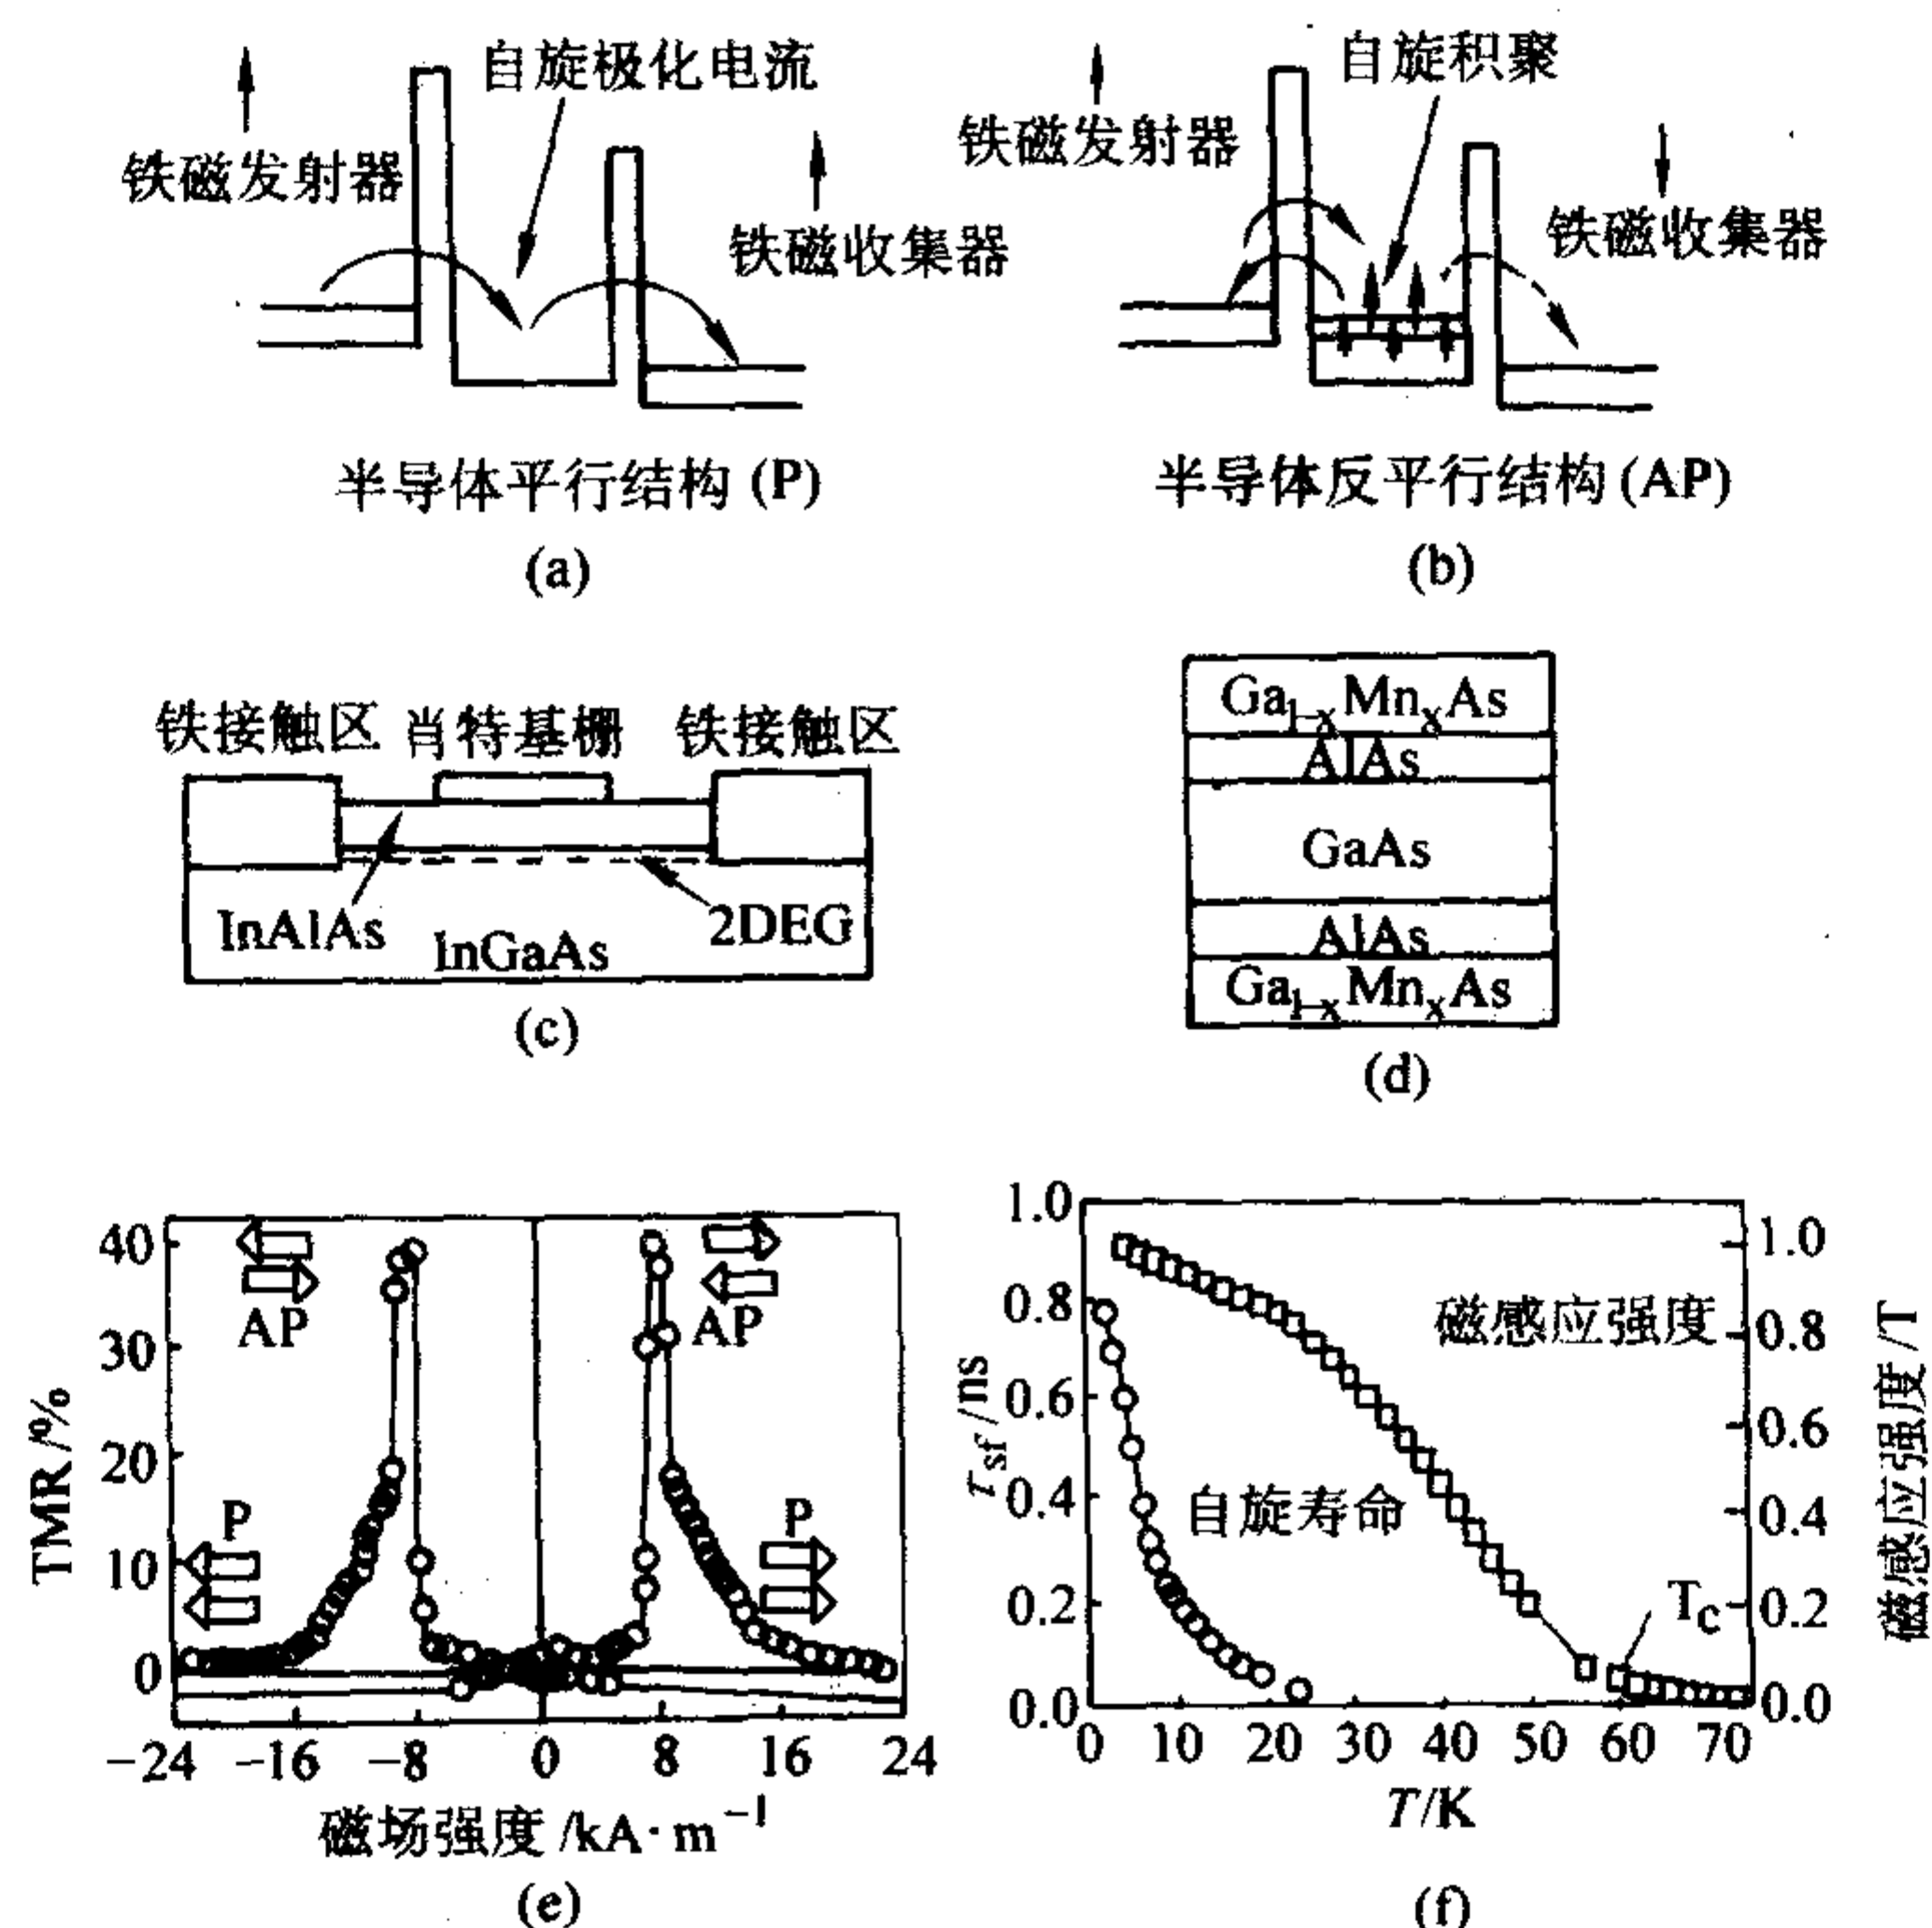 自旋极化电流
铁磁发射器
铁磁收集器
半导体平行结构 (P)
(a)
自旋积聚
铁磁发射器
铁磁收集器
半导体反平行结构 (AP)
(b)
铁接触区 肖特基栅 铁接触区
InAlAs
InGaAs
2DEG
(c)
Ga1-xMnxAs
AlAs
GaAs
AlAs
Ga1-xMnxAs
(d)
TMR /%
40
30
20
10
0
AP
AP
P
P
-24 -16 -8 0 8 16 24
磁场强度 /kA·m⁻¹
(e)
τsf /ns
1.0
0.8
0.6
0.4
0.2
0.0
磁感应强度
自旋寿命
Tc
1.0
0.8
0.6
0.4
0.2
0.0
磁感应强度 /T
0 10 20 30 40 50 60 70
T/K
(f)